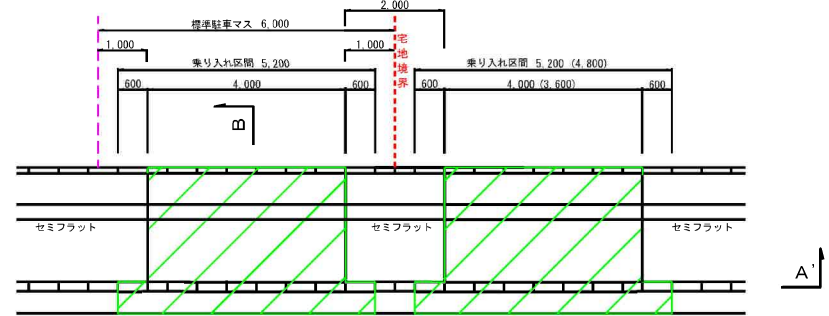 2,000
標準駐車マス 6,000
1,000
1,000
宅地境界
乗り入れ区間 5,200
乗り入れ区間 5,200 (4,800)
600
4,000
600
600
4,000 (3,600)
600
B
セミフラット
セミフラット
セミフラット
A'